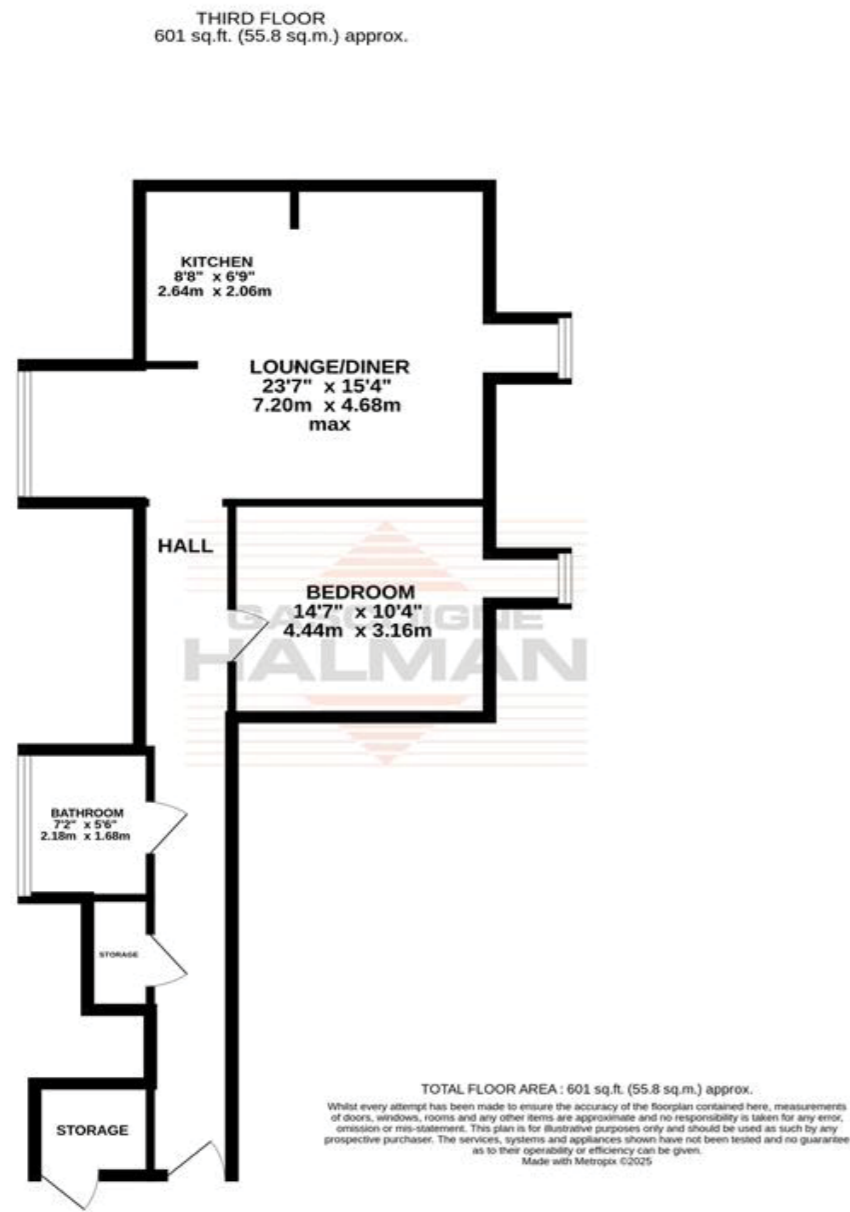 THIRD FLOOR
601 sq.ft. (55.8 sq.m.) approx.
KITCHEN
8'8" x 6'9"
2.64m x 2.06m
LOUNGE/DINER
23'7" x 15'4"
7.20m x 4.68m
max
HALL
BEDROOM
14'7" x 10'4"
4.44m x 3.16m
GASCOIGNE
HALMAN
BATHROOM
7'2" x 5'6"
2.18m x 1.68m
STORAGE
STORAGE
TOTAL FLOOR AREA : 601 sq.ft. (55.8 sq.m.) approx.
Whilst every attempt has been made to ensure the accuracy of the floorplan contained here, measurements
of doors, windows, rooms and any other items are approximate and no responsibility is taken for any error,
omission or mis-statement. This plan is for illustrative purposes only and should be used as such by any
prospective purchaser. The services, systems and appliances shown have not been tested and no guarantee
as to their operability or efficiency can be given.
Made with Metropix ©2025